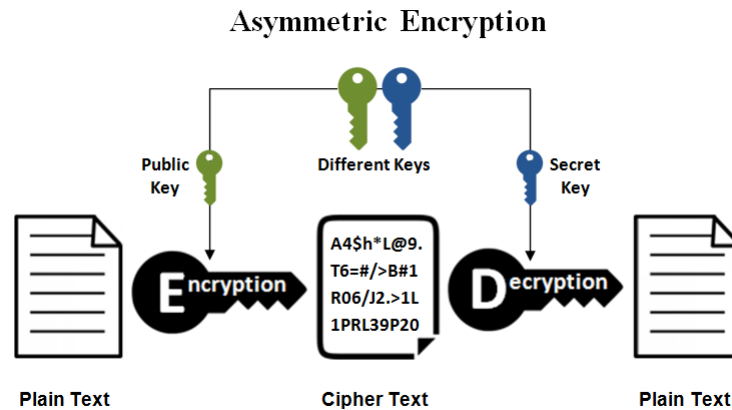 Asymmetric Encryption
Public
Key
Different Keys
Secret
Key
A4$h*L@9.
T6=#/>B#1
R06/J2.>1L
1PRL39P20
Encryption
Decryption
Plain Text
Cipher Text
Plain Text